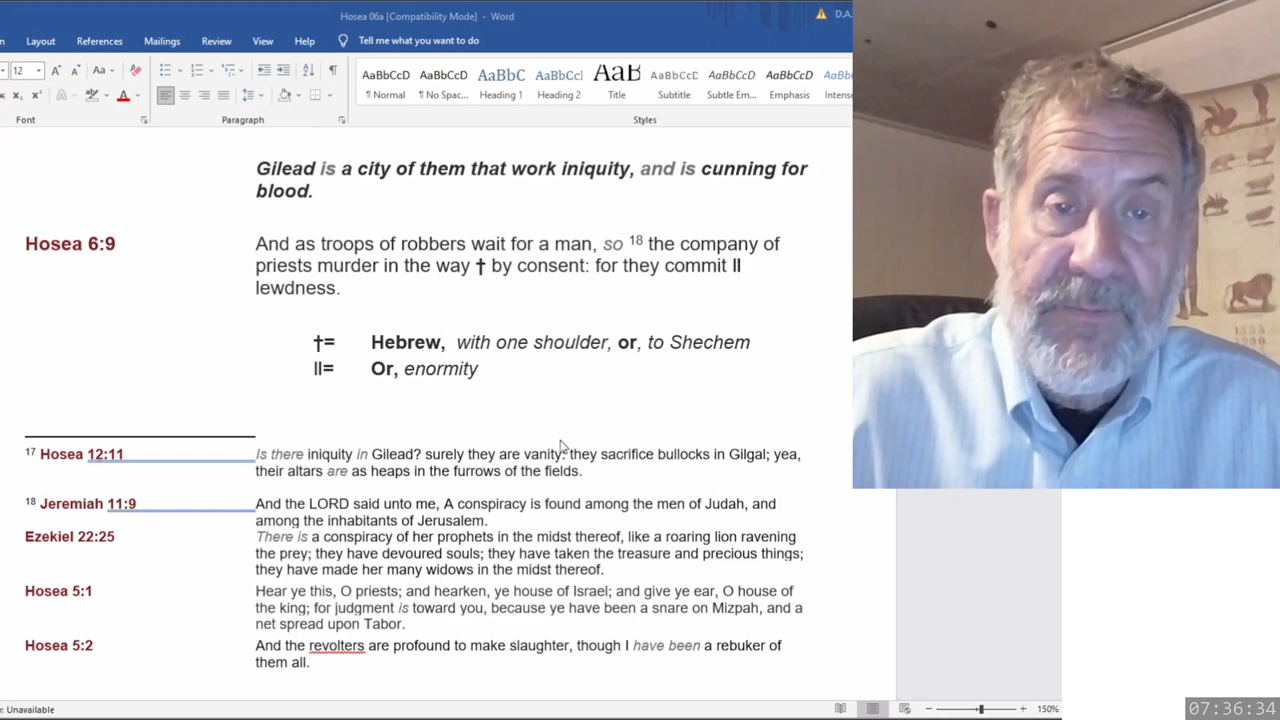 Hosea 06a [Compatibility Mode] - Word
D.A.
Layout References Mailings Review View Help Tell me what you want to do
12 Aa
AaBbCcD AaBbCcD AaBbC AaBbCcI AaB AaBbCcD AaBbCcD AaBbCcD AaBb
¶ Normal ¶ No Spac... Heading 1 Heading 2 Title Subtitle Subtle Em... Emphasis Intense
Font Paragraph Styles
Gilead is a city of them that work iniquity, and is cunning for
blood.
Hosea 6:9 And as troops of robbers wait for a man, so 18 the company of
priests murder in the way † by consent: for they commit ǁ
lewdness.
†= Hebrew, with one shoulder, or, to Shechem
ǁ= Or, enormity
17 Hosea 12:11 Is there iniquity in Gilead? surely they are vanity: they sacrifice bullocks in Gilgal; yea,
their altars are as heaps in the furrows of the fields.
18 Jeremiah 11:9 And the LORD said unto me, A conspiracy is found among the men of Judah, and
among the inhabitants of Jerusalem.
Ezekiel 22:25 There is a conspiracy of her prophets in the midst thereof, like a roaring lion ravening
the prey; they have devoured souls; they have taken the treasure and precious things;
they have made her many widows in the midst thereof.
Hosea 5:1 Hear ye this, O priests; and hearken, ye house of Israel; and give ye ear, O house of
the king; for judgment is toward you, because ye have been a snare on Mizpah, and a
net spread upon Tabor.
Hosea 5:2 And the revolters are profound to make slaughter, though I have been a rebuker of
them all.
: Unavailable
150%
07:36:34